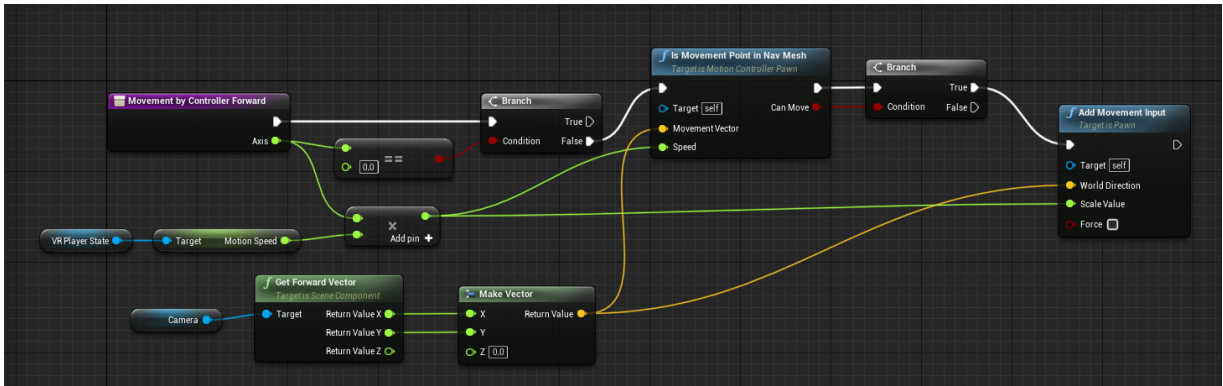 Movement by Controller Forward
Axis
0,0
==
Branch
True
Condition
False
Is Movement Point in Nav Mesh
Target is Motion Controller Pawn
Target self
Can Move
Movement Vector
Speed
Branch
True
Condition
False
Add Movement Input
Target is Pawn
Target self
World Direction
Scale Value
Force
VR Player State
Target
Motion Speed
×
Add pin +
Camera
Get Forward Vector
Target is Scene Component
Target
Return Value X
Return Value Y
Return Value Z
Make Vector
X
Return Value
Y
Z 0,0